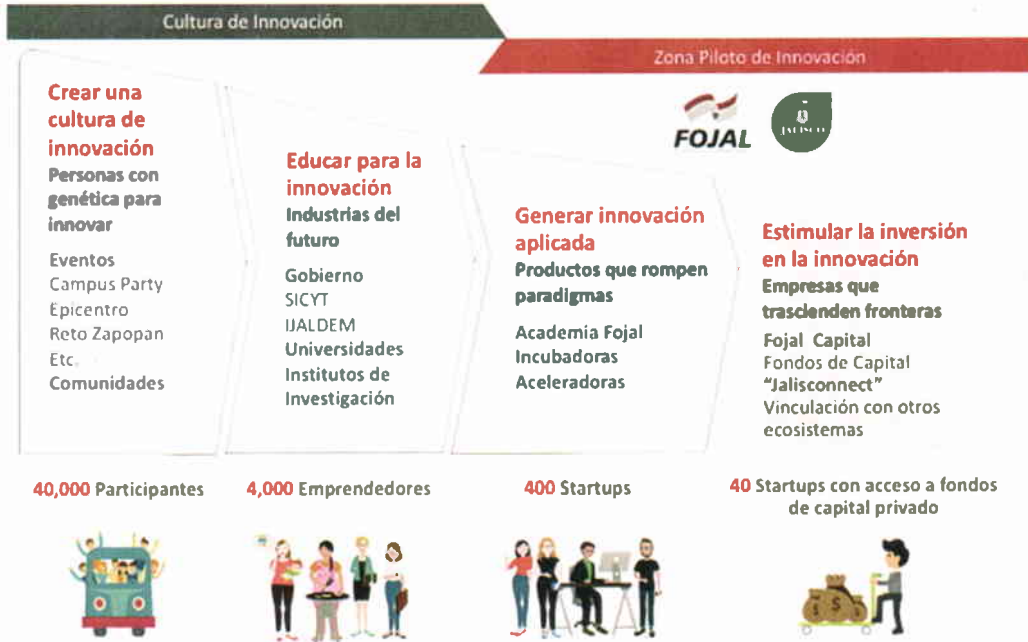 Cultura de Innovación
Zona Piloto de Innovación
FOJAL
JALISCO
Crear una
cultura de
innovación
Personas con
genética para
innovar
Eventos
Campus Party
Epicentro
Reto Zapopan
Etc.
Comunidades
Educar para la
innovación
Industrias del
futuro
Gobierno
SICYT
IJALDEM
Universidades
Institutos de
Investigación
Generar innovación
aplicada
Productos que rompen
paradigmas
Academia Fojal
Incubadoras
Aceleradoras
Estimular la inversión
en la innovación
Empresas que
trascienden fronteras
Fojal Capital
Fondos de Capital
"Jalisconnect"
Vinculación con otros
ecosistemas
40,000 Participantes
4,000 Emprendedores
400 Startups
40 Startups con acceso a fondos
de capital privado